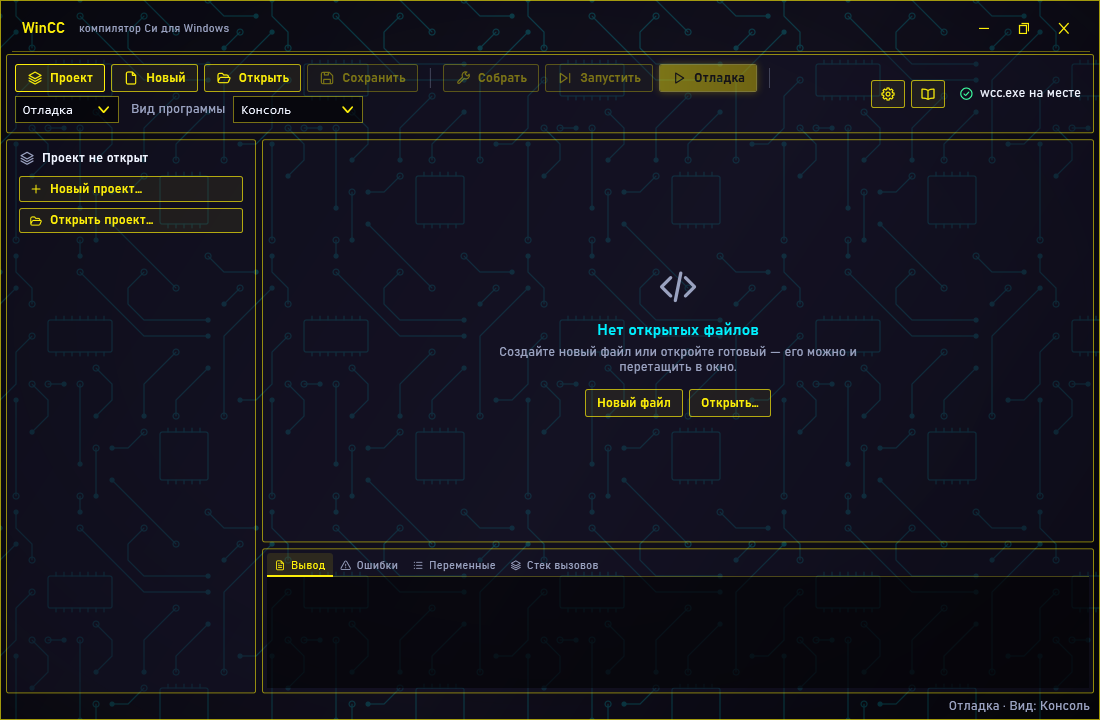 WinCC компилятор Си для Windows
Проект Новый Открыть Сохранить Собрать Запустить Отладка
wcc.exe на месте
Отладка Вид программы Консоль
Проект не открыт
Новый проект...
Открыть проект...
Нет открытых файлов
Создайте новый файл или откройте готовый — его можно и
перетащить в окно.
Новый файл Открыть...
Вывод Ошибки Переменные Стек вызовов
Отладка · Вид: Консоль